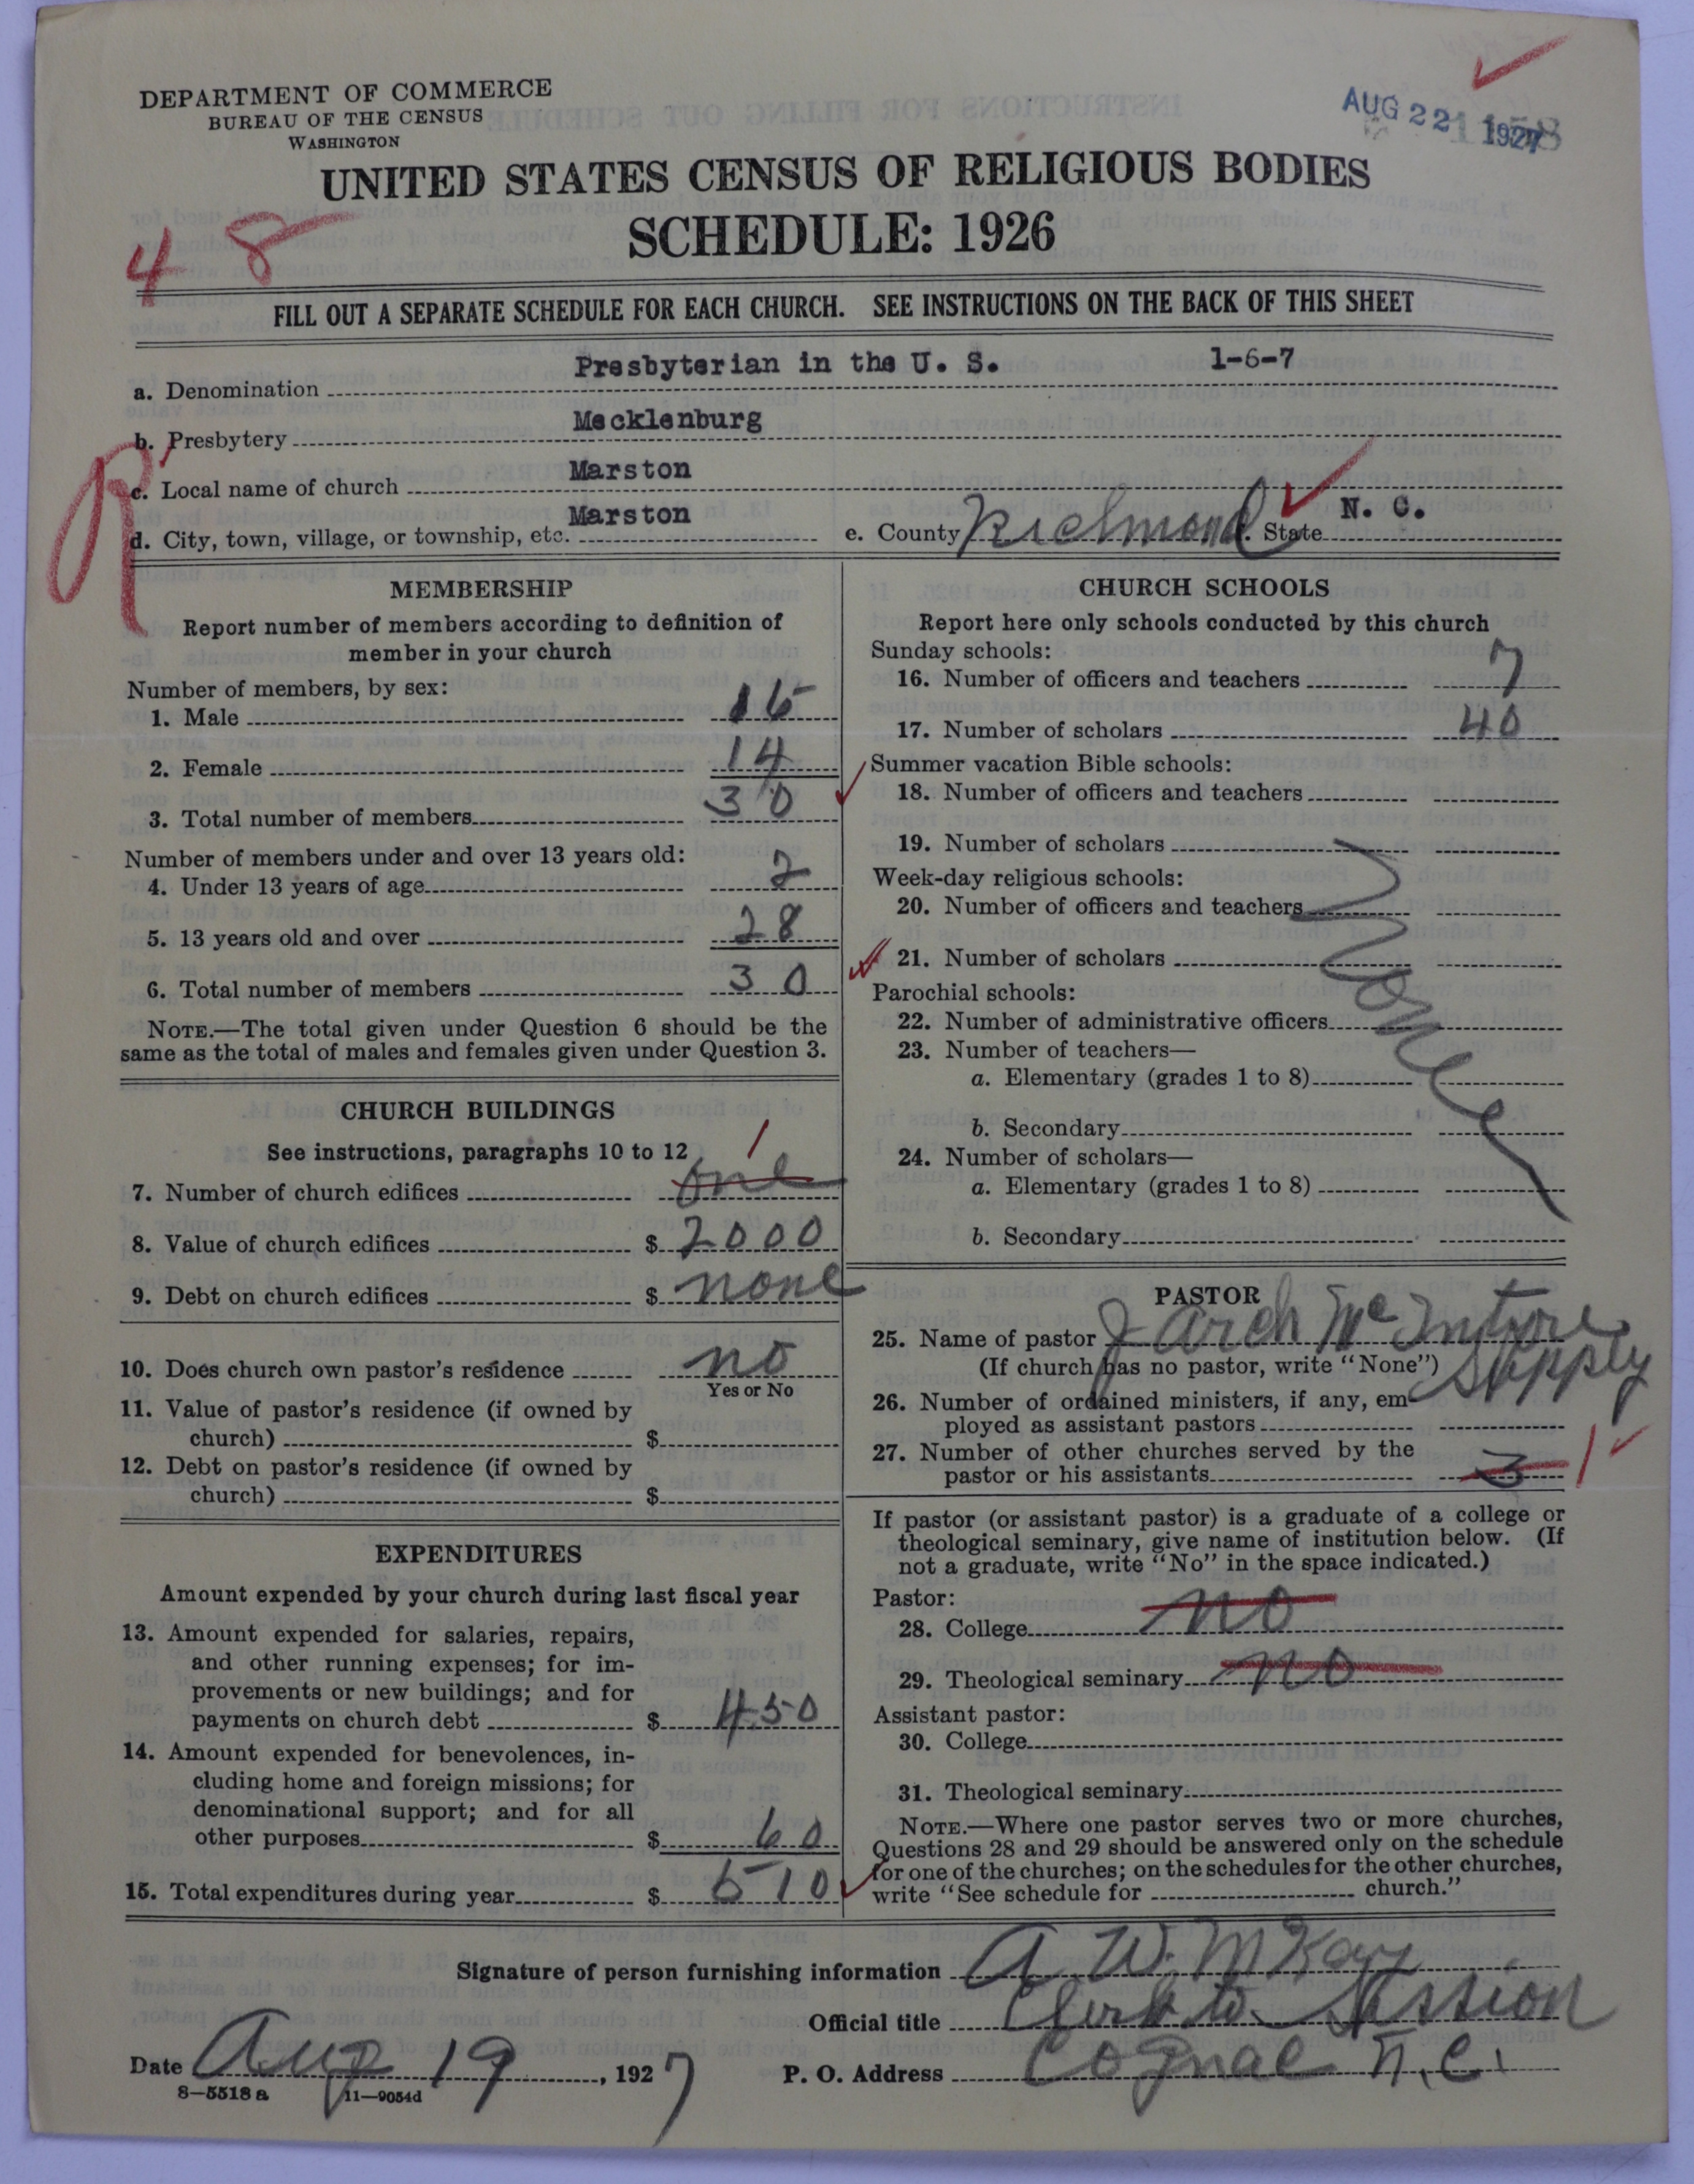 DEPARTMENT OF COMMERCE
BUREAU OF THE CENSUS
WASHINGTON
AUG 22 1927
UNITED STATES CENSUS OF RELIGIOUS BODIES
SCHEDULE: 1926
48
FILL OUT A SEPARATE SCHEDULE FOR EACH CHURCH. SEE INSTRUCTIONS ON THE BACK OF THIS SHEET
a. Denomination Presbyterian in the U. S. 1-6-7
b. Presbytery Mecklenburg
R
c. Local name of church Marston
d. City, town, village, or township, etc. Marston e. County Richmond f. State N. C.
MEMBERSHIP
Report number of members according to definition of
member in your church
Number of members, by sex:
1. Male 16
2. Female 14
3. Total number of members 30
Number of members under and over 13 years old:
4. Under 13 years of age 2
5. 13 years old and over 28
6. Total number of members 30
NOTE.—The total given under Question 6 should be the
same as the total of males and females given under Question 3.
CHURCH BUILDINGS
See instructions, paragraphs 10 to 12
7. Number of church edifices one 1
8. Value of church edifices $ 2000
9. Debt on church edifices $ none
10. Does church own pastor's residence no
Yes or No
11. Value of pastor's residence (if owned by
church) $
12. Debt on pastor's residence (if owned by
church) $
EXPENDITURES
Amount expended by your church during last fiscal year
13. Amount expended for salaries, repairs,
and other running expenses; for im-
provements or new buildings; and for
payments on church debt $ 450
14. Amount expended for benevolences, in-
cluding home and foreign missions; for
denominational support; and for all
other purposes $ 60
15. Total expenditures during year $ 510
CHURCH SCHOOLS
Report here only schools conducted by this church
Sunday schools:
16. Number of officers and teachers 7
17. Number of scholars 40
Summer vacation Bible schools:
18. Number of officers and teachers
19. Number of scholars
Week-day religious schools:
20. Number of officers and teachers
21. Number of scholars
None
Parochial schools:
22. Number of administrative officers
23. Number of teachers—
a. Elementary (grades 1 to 8)
b. Secondary
24. Number of scholars—
a. Elementary (grades 1 to 8)
b. Secondary
PASTOR
25. Name of pastor J Arch McIntyre
(If church has no pastor, write "None") Supply
26. Number of ordained ministers, if any, em-
ployed as assistant pastors
27. Number of other churches served by the
pastor or his assistants 3 1
If pastor (or assistant pastor) is a graduate of a college or
theological seminary, give name of institution below. (If
not a graduate, write "No" in the space indicated.)
Pastor:
28. College no
29. Theological seminary no
Assistant pastor:
30. College
31. Theological seminary
NOTE.—Where one pastor serves two or more churches,
Questions 28 and 29 should be answered only on the schedule
for one of the churches; on the schedules for the other churches,
write "See schedule for church."
Signature of person furnishing information A. W. McKay
Official title Clerk to Session
Date Aug 19, 1927 P. O. Address Cognac N.C.
8—5518 a 11—9054d